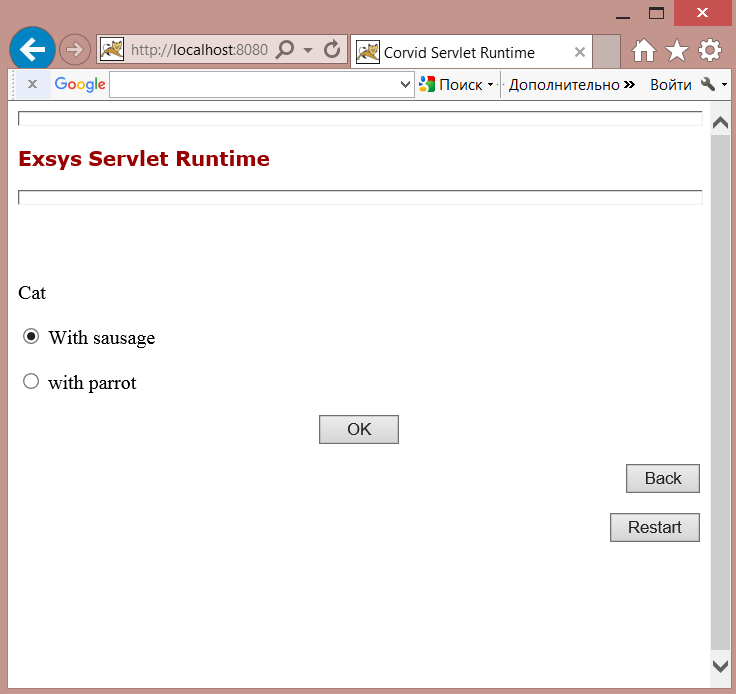 http://localhost:8080
Corvid Servlet Runtime
x Google Поиск Дополнительно » Войти
Exsys Servlet Runtime
Cat
With sausage
with parrot
OK
Back
Restart